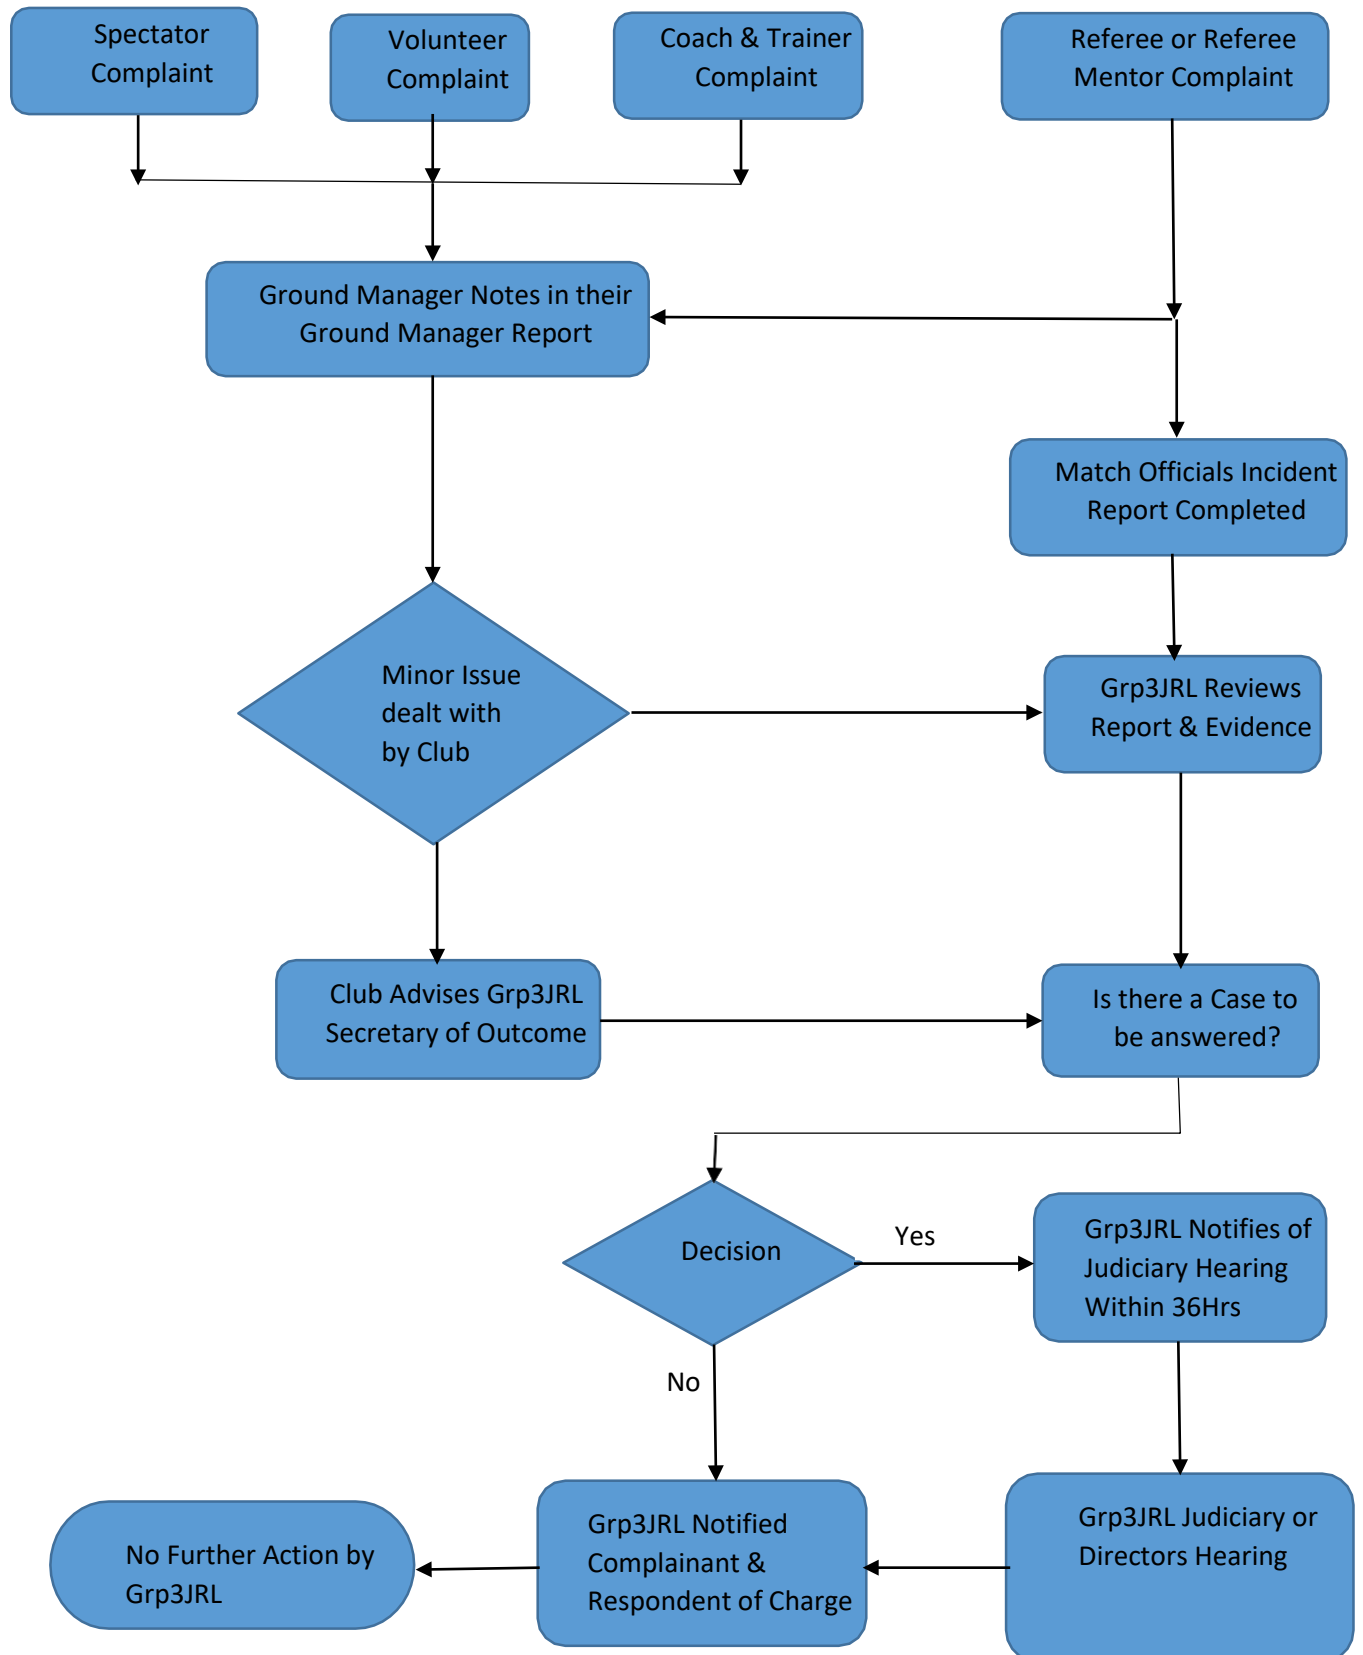 Spectator
Complaint
Volunteer
Complaint
Coach & Trainer
Complaint
Referee or Referee
Mentor Complaint
Ground Manager Notes in their
Ground Manager Report
Match Officials Incident
Report Completed
Minor Issue
dealt with
by Club
Grp3JRL Reviews
Report & Evidence
Club Advises Grp3JRL
Secretary of Outcome
Is there a Case to
be answered?
Decision
Yes
Grp3JRL Notifies of
Judiciary Hearing
Within 36Hrs
No
Grp3JRL Judiciary or
Directors Hearing
Grp3JRL Notified
Complainant &
Respondent of Charge
No Further Action by
Grp3JRL